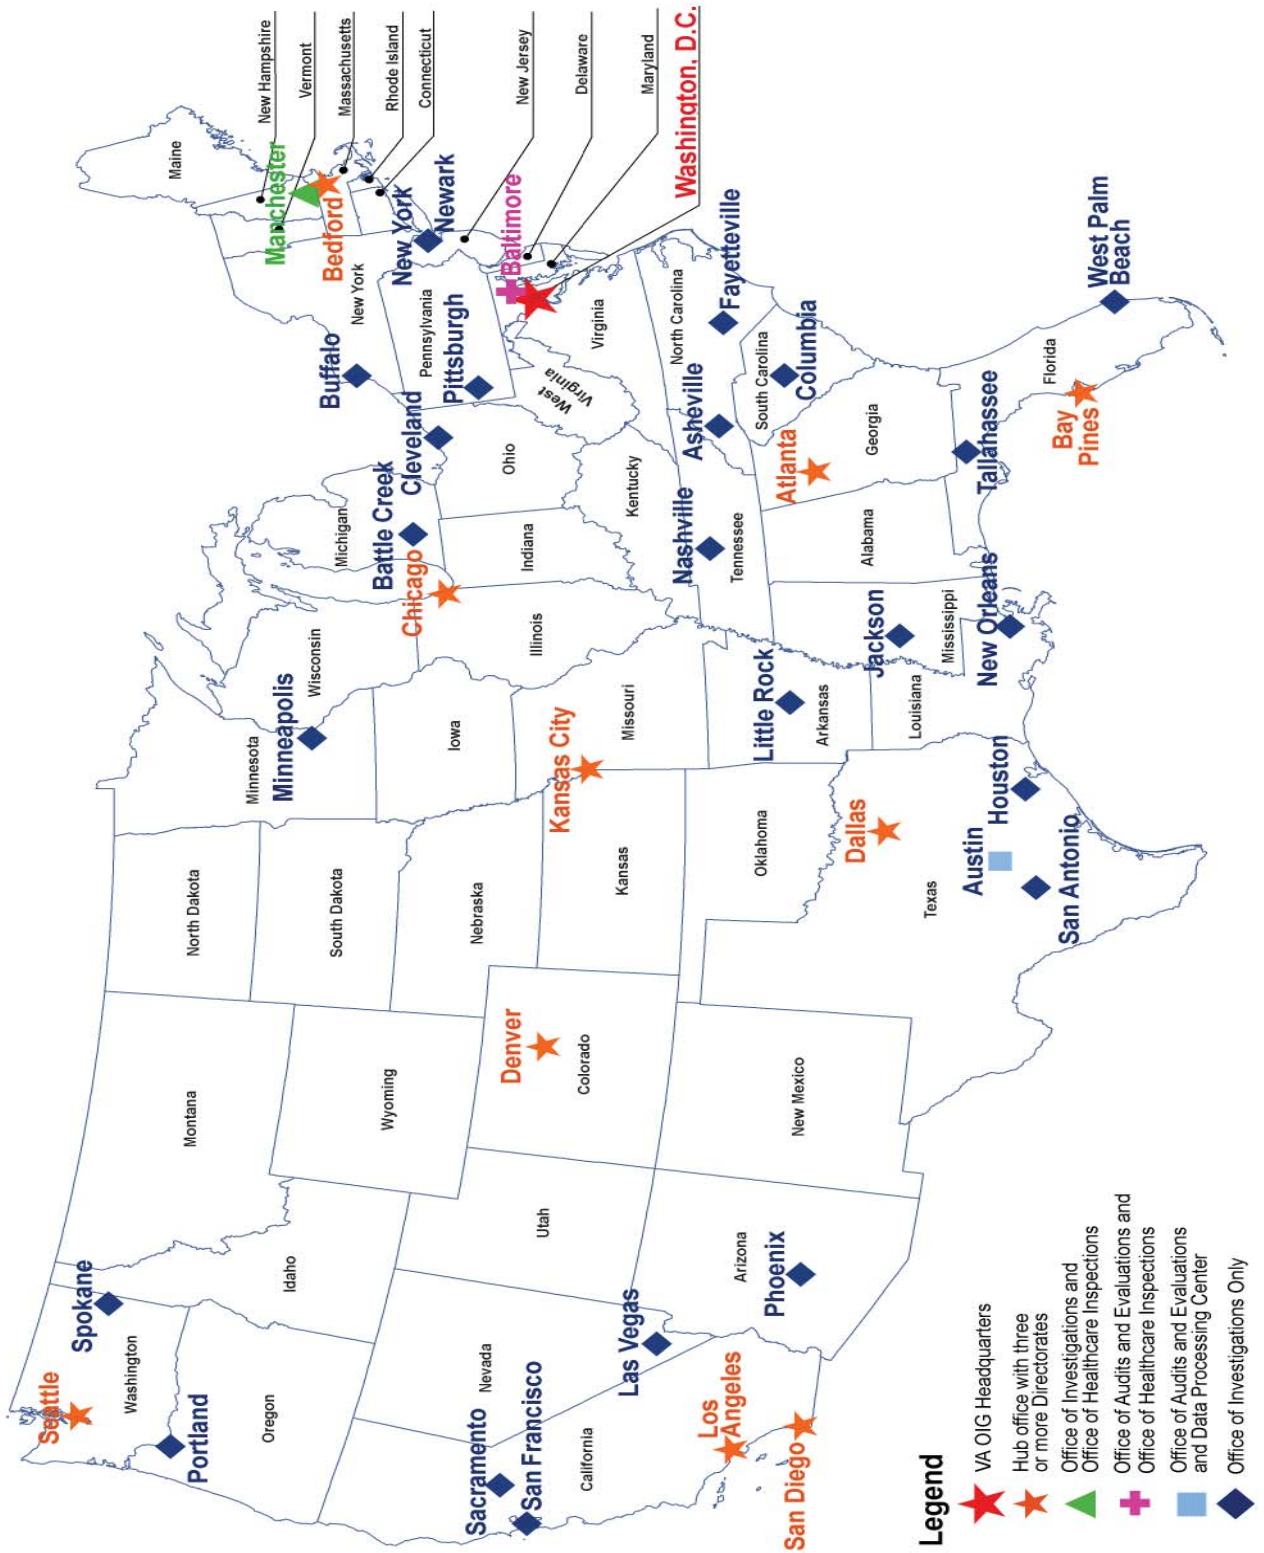 Seattle
Spokane
Washington
Portland
Oregon
Idaho
Montana
North Dakota
South Dakota
Wyoming
Nebraska
Minnesota
Minneapolis
Wisconsin
Iowa
Michigan
Battle Creek
Chicago
Illinois
Indiana
Ohio
Cleveland
Buffalo
New York
Pennsylvania
Pittsburgh
Maine
New Hampshire
Vermont
Massachusetts
Rhode Island
Connecticut
New Jersey
Delaware
Maryland
Washington, D.C.
Manchester
Bedford
New York
Newark
Baltimore
West
Virginia
Virginia
Sacramento
San Francisco
California
Nevada
Las Vegas
Los
Angeles
San Diego
Utah
Arizona
Phoenix
Denver
Colorado
New Mexico
Kansas
Kansas City
Missouri
Oklahoma
Dallas
Texas
Austin
San Antonio
Houston
Little Rock
Arkansas
Louisiana
New Orleans
Jackson
Mississippi
Kentucky
Nashville
Tennessee
Alabama
Asheville
North Carolina
Fayetteville
South Carolina
Columbia
Atlanta
Georgia
Tallahassee
Florida
Bay
Pines
West Palm
Beach
Legend
VA OIG Headquarters
Hub office with three
or more Directorates
Office of Investigations and
Office of Healthcare Inspections
Office of Audits and Evaluations and
Office of Healthcare Inspections
Office of Audits and Evaluations
and Data Processing Center
Office of Investigations Only